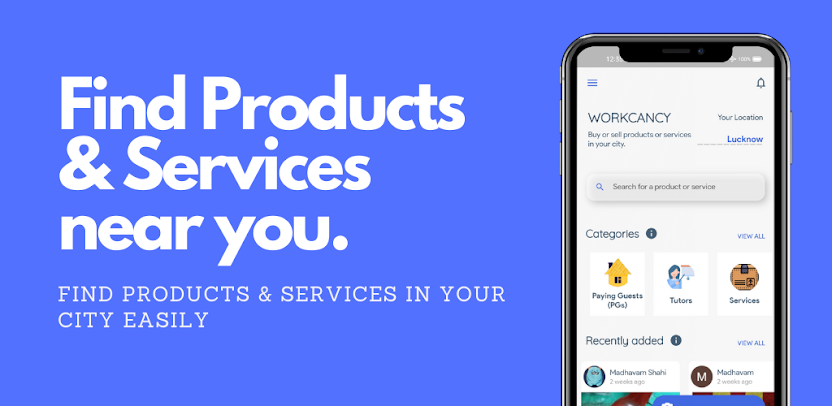 Find Products
& Services
near you.
FIND PRODUCTS & SERVICES IN YOUR
CITY EASILY
100%
WORKCANCY
Your Location
Buy or sell products or services
in your city.
Lucknow
Search for a product or service
Categories
VIEW ALL
Paying Guests
(PGs)
Tutors
Services
Recently added
VIEW ALL
Madhavam Shahi
2 weeks ago
M
Madhavam
2 weeks ago